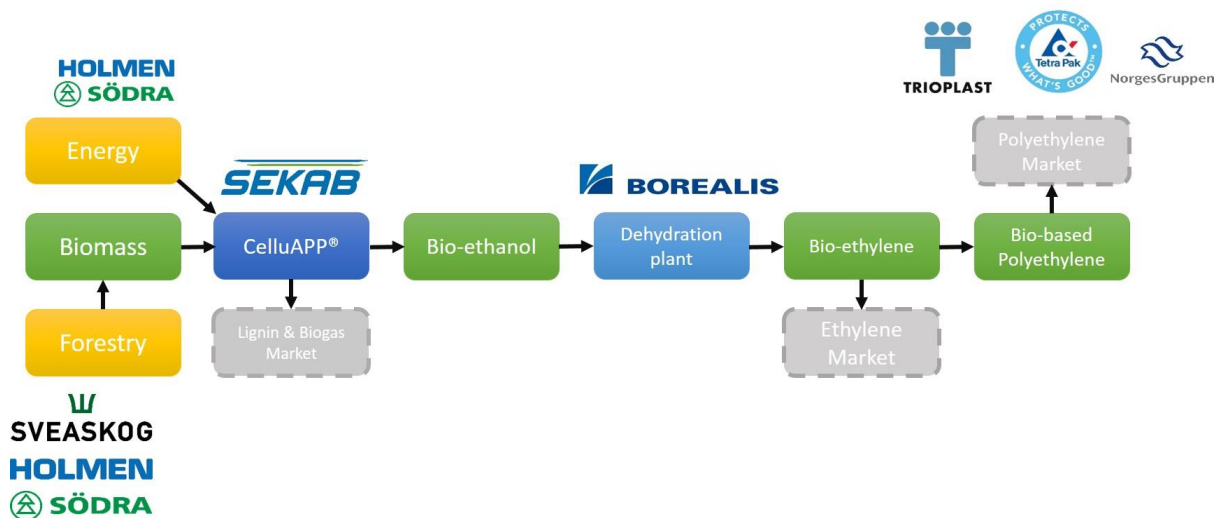 TRIOPLAST
PROTECTS
Tetra Pak
WHAT'S GOOD™
NorgesGruppen
HOLMEN
SÖDRA
Energy
SEKAB
BOREALIS
Polyethylene
Market
Biomass
CelluAPP®
Bio-ethanol
Dehydration
plant
Bio-ethylene
Bio-based
Polyethylene
Forestry
Lignin & Biogas
Market
Ethylene
Market
SVEASKOG
HOLMEN
SÖDRA